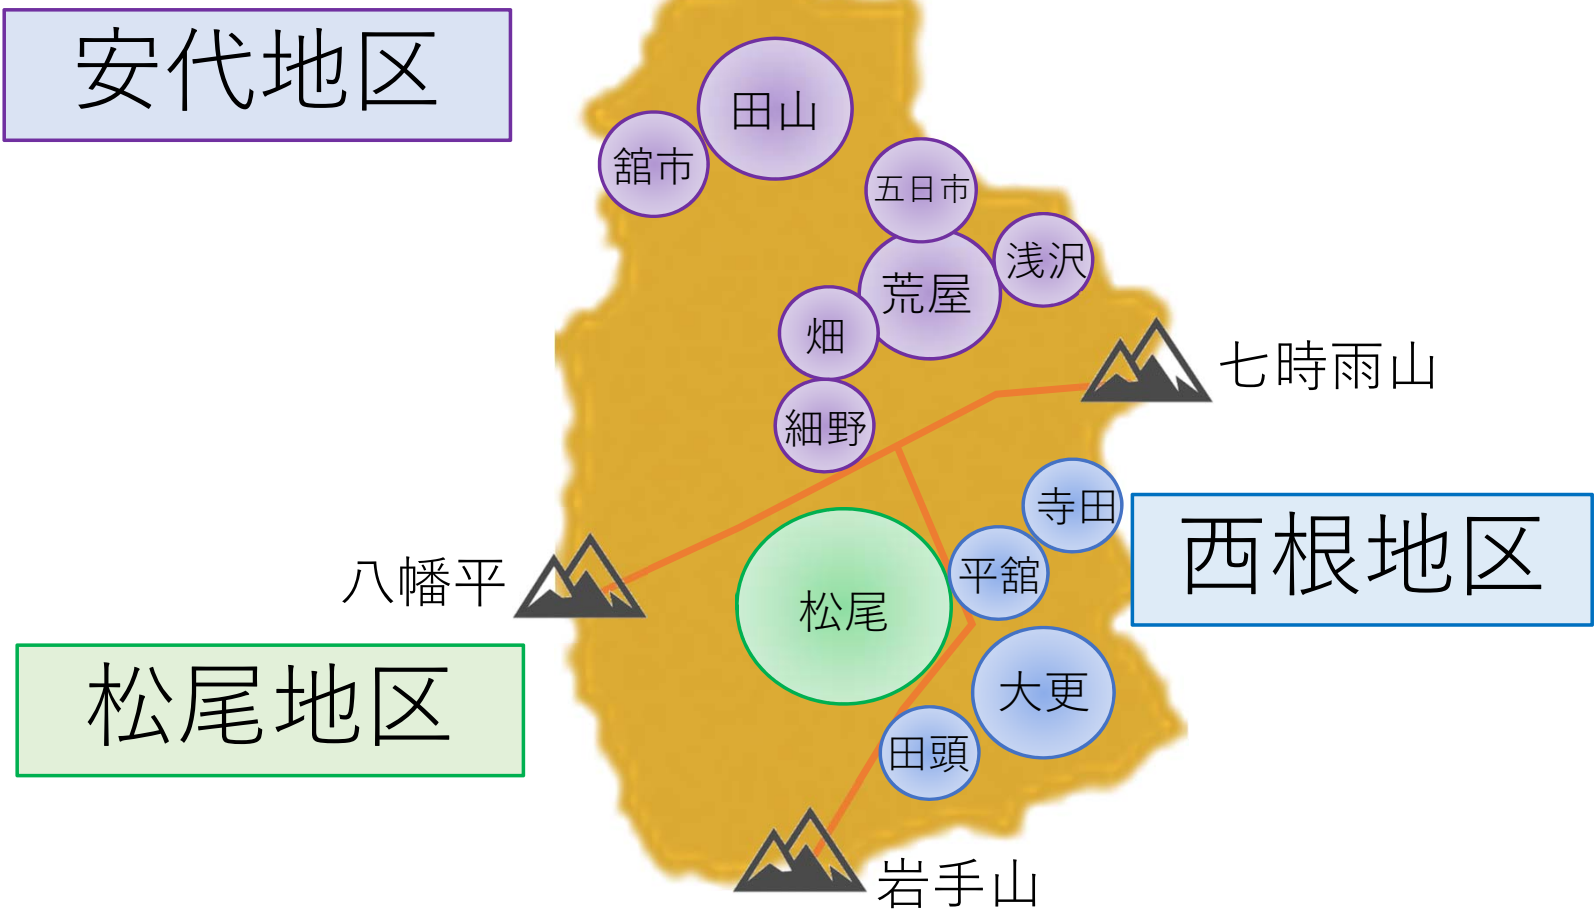 安代地区
田山
舘市
五日市
浅沢
荒屋
畑
七時雨山
細野
寺田
西根地区
八幡平
平舘
松尾
松尾地区
大更
田頭
岩手山